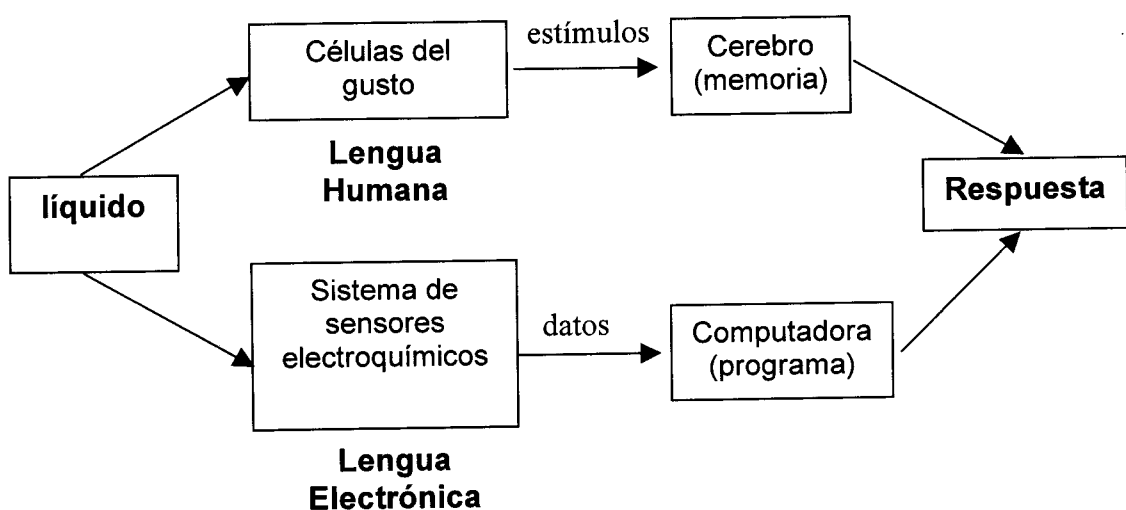 Células del
gusto
estímulos
Cerebro
(memoria)
Lengua
Humana
líquido
Respuesta
Sistema de
sensores
electroquímicos
datos
Computadora
(programa)
Lengua
Electrónica